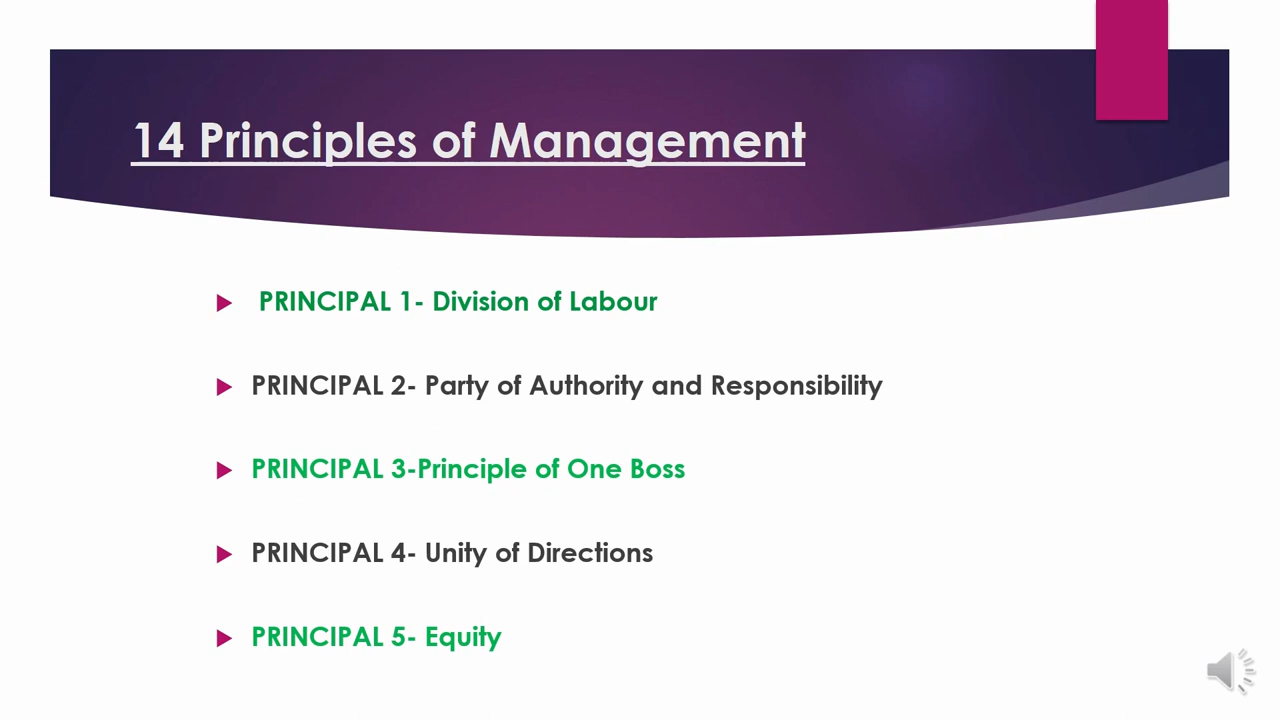 14 Principles of Management
PRINCIPAL 1- Division of Labour
PRINCIPAL 2- Party of Authority and Responsibility
PRINCIPAL 3-Principle of One Boss
PRINCIPAL 4- Unity of Directions
PRINCIPAL 5- Equity